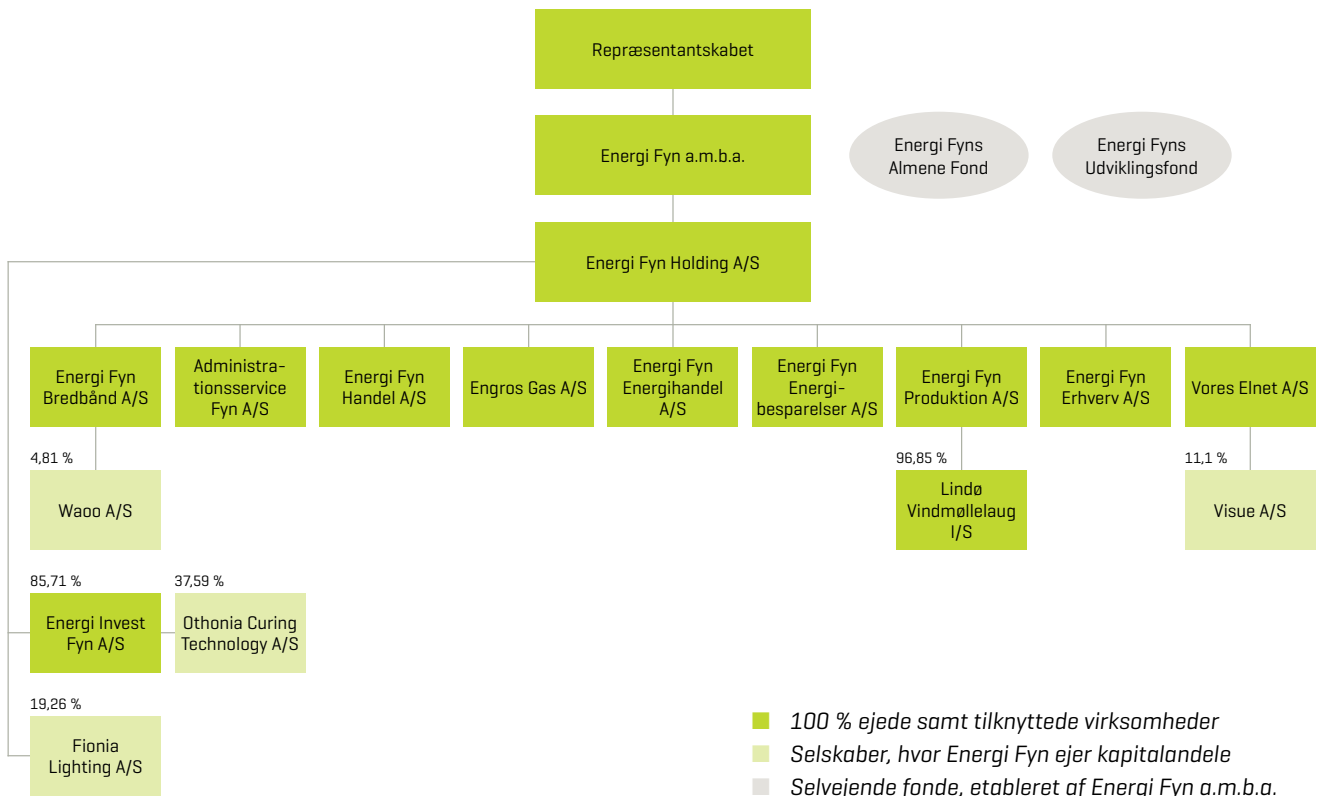 Repræsentantskabet
Energi Fyn a.m.b.a.
Energi Fyns
Almene Fond
Energi Fyns
Udviklingsfond
Energi Fyn Holding A/S
Energi Fyn
Bredbånd A/S
Administra-
tionsservice
Fyn A/S
Energi Fyn
Handel A/S
Engros Gas A/S
Energi Fyn
Energihandel
A/S
Energi Fyn
Energi-
besparelser A/S
Energi Fyn
Produktion A/S
Energi Fyn
Erhverv A/S
Vores Elnet A/S
4,81 %
Waoo A/S
96,85 %
Lindø
Vindmøllelaug
I/S
11,1 %
Visue A/S
85,71 %
Energi Invest
Fyn A/S
37,59 %
Othonia Curing
Technology A/S
19,26 %
Fionia
Lighting A/S
100 % ejede samt tilknyttede virksomheder
Selskaber, hvor Energi Fyn ejer kapitalandele
Selvejende fonde, etableret af Energi Fyn a.m.b.a.